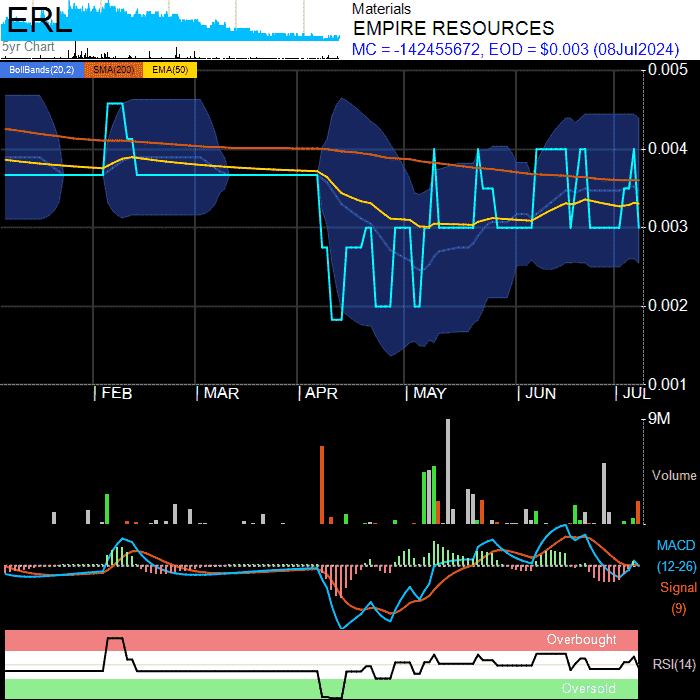 ERL
5yr Chart
Materials
EMPIRE RESOURCES
MC = -142455672, EOD = $0.003 (08Jul2024)
BollBands(20,2) SMA(200) EMA(50)
0.005
0.004
0.003
0.002
0.001
FEB MAR APR MAY JUN JUL
9M
Volume
MACD
(12-26)
Signal
(9)
Overbought
RSI(14)
Oversold